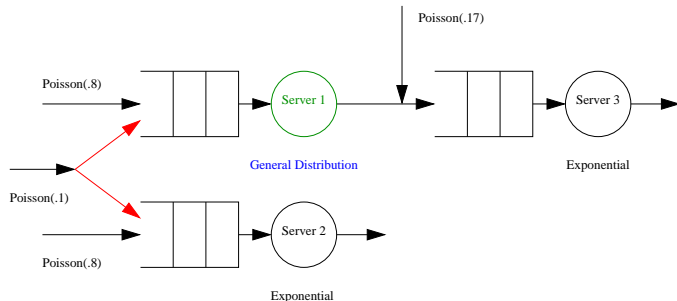 Poisson(.17)
Poisson(.8)
Server 1
Server 3
General Distribution
Exponential
Poisson(.1)
Server 2
Poisson(.8)
Exponential